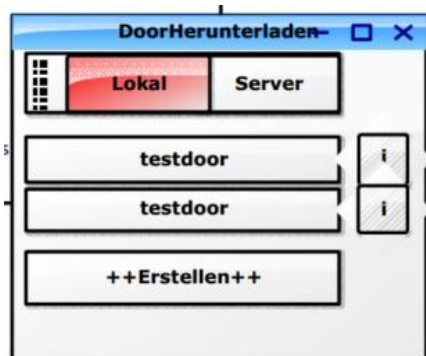 DoorHerunterladen
Lokal Server
testdoor i
testdoor i
++Erstellen++